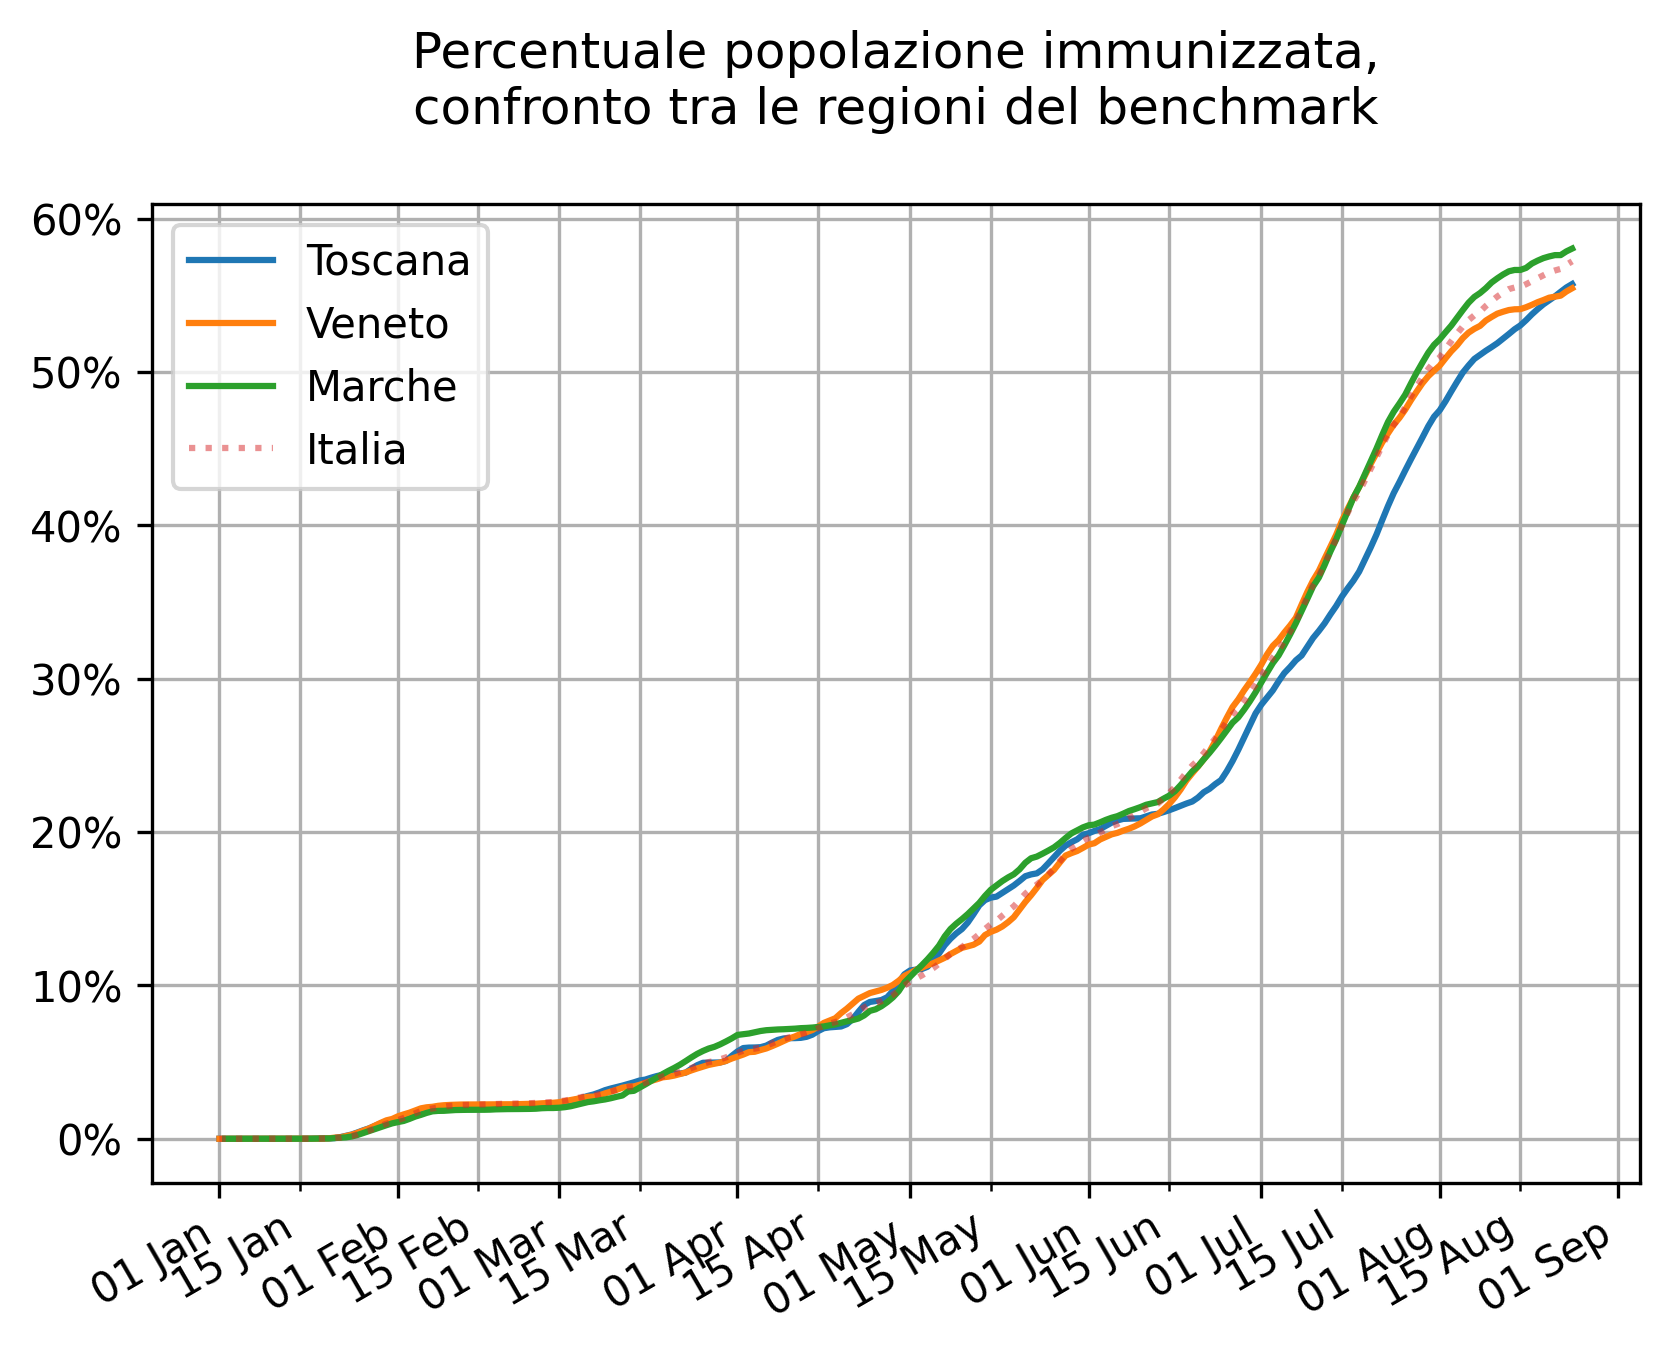 Percentuale popolazione immunizzata,
confronto tra le regioni del benchmark
60%
50%
40%
30%
20%
10%
0%
Toscana
Veneto
Marche
Italia
01 Jan
15 Jan
01 Feb
15 Feb
01 Mar
15 Mar
01 Apr
15 Apr
01 May
15 May
01 Jun
15 Jun
01 Jul
15 Jul
01 Aug
15 Aug
01 Sep